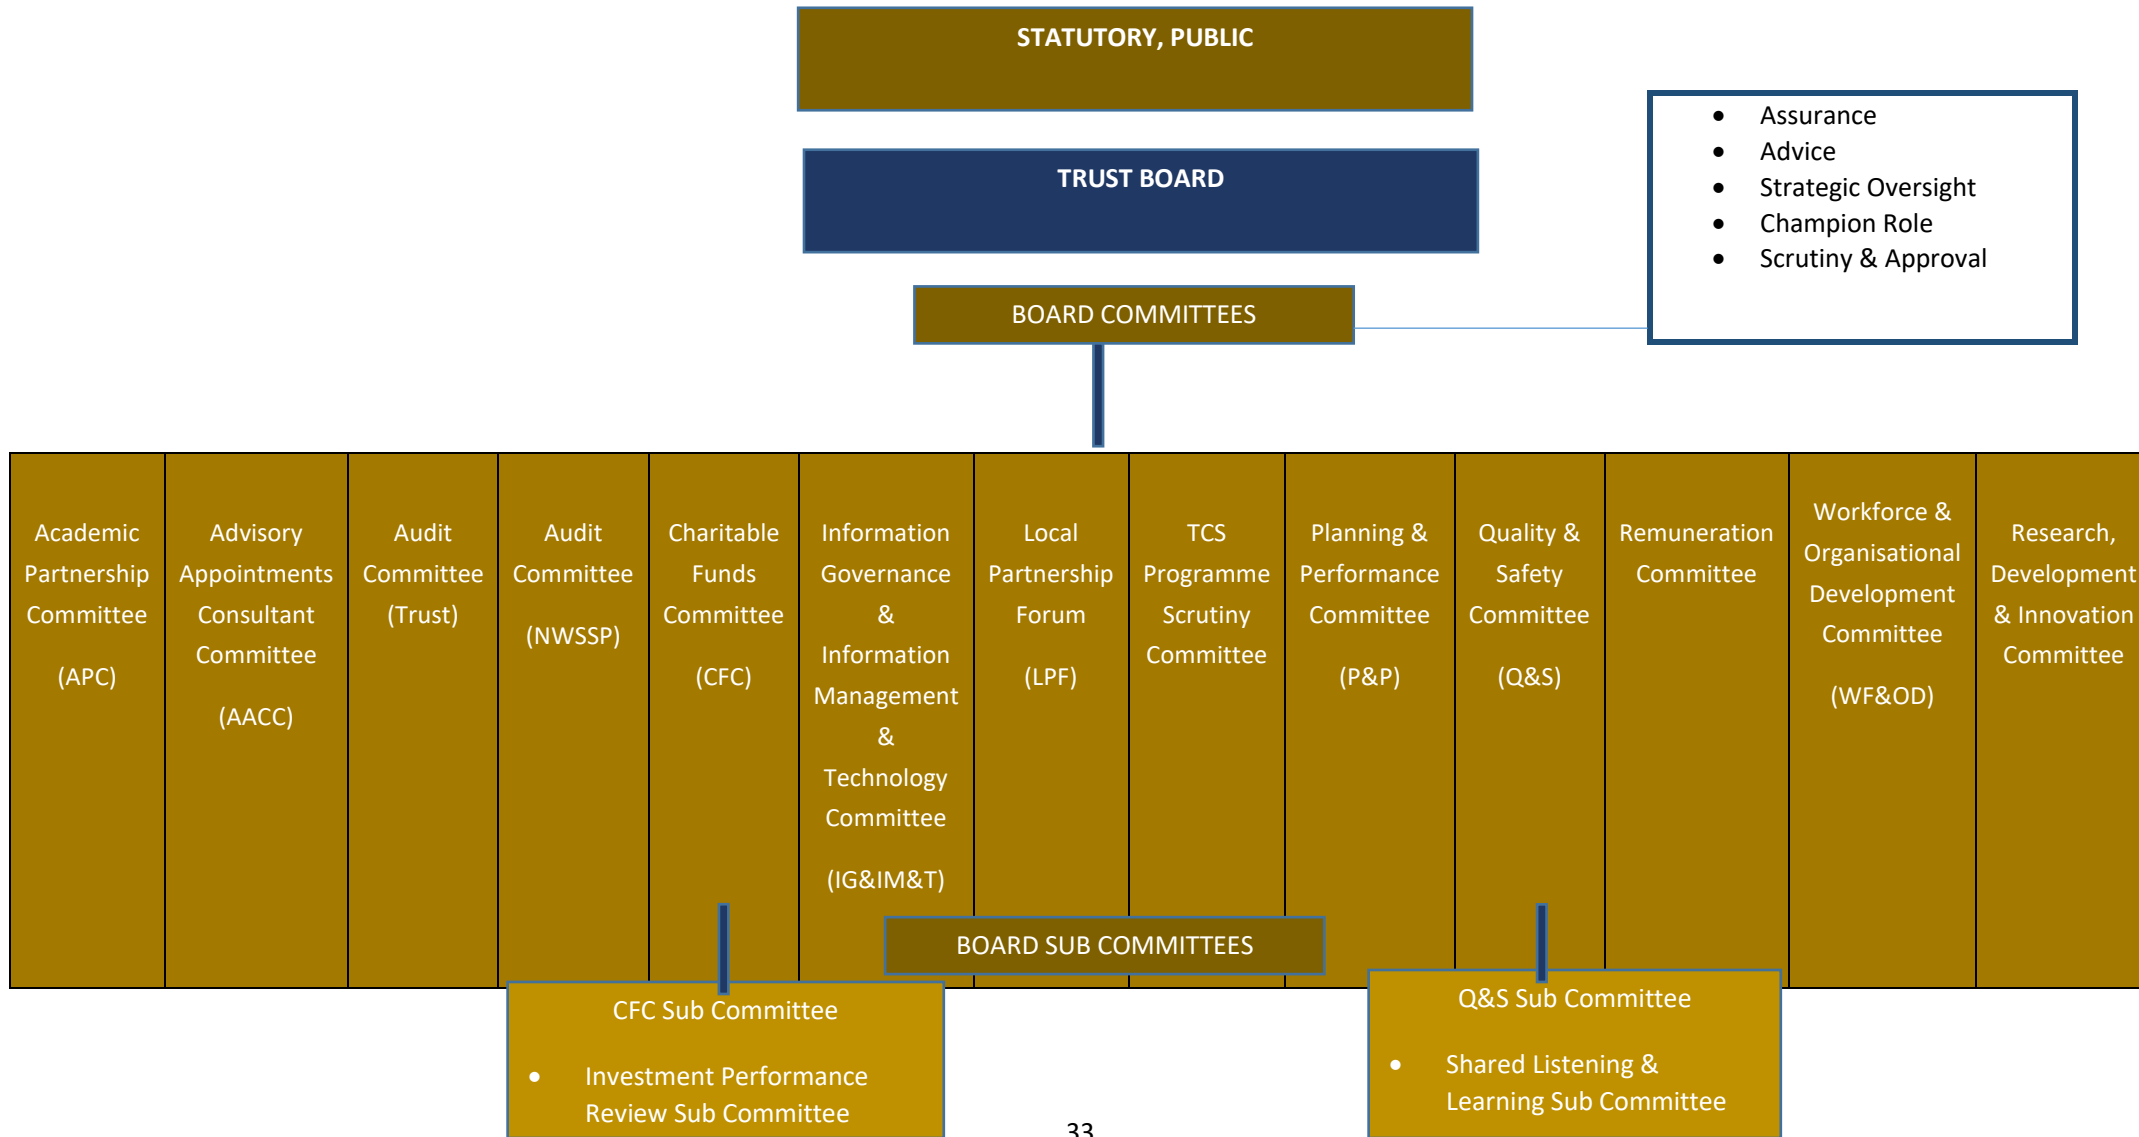 STATUTORY, PUBLIC
TRUST BOARD
• Assurance
• Advice
• Strategic Oversight
• Champion Role
• Scrutiny & Approval
BOARD COMMITTEES
Academic
Partnership
Committee
(APC)
Advisory
Appointments
Consultant
Committee
(AACC)
Audit
Committee
(Trust)
Audit
Committee
(NWSSP)
Charitable
Funds
Committee
(CFC)
Information
Governance
&
Information
Management
&
Technology
Committee
(IG&IM&T)
Local
Partnership
Forum
(LPF)
TCS
Programme
Scrutiny
Committee
Planning &
Performance
Committee
(P&P)
Quality &
Safety
Committee
(Q&S)
Remuneration
Committee
Workforce &
Organisational
Development
Committee
(WF&OD)
Research,
Development
& Innovation
Committee
BOARD SUB COMMITTEES
CFC Sub Committee
• Investment Performance
Review Sub Committee
Q&S Sub Committee
• Shared Listening &
Learning Sub Committee
33